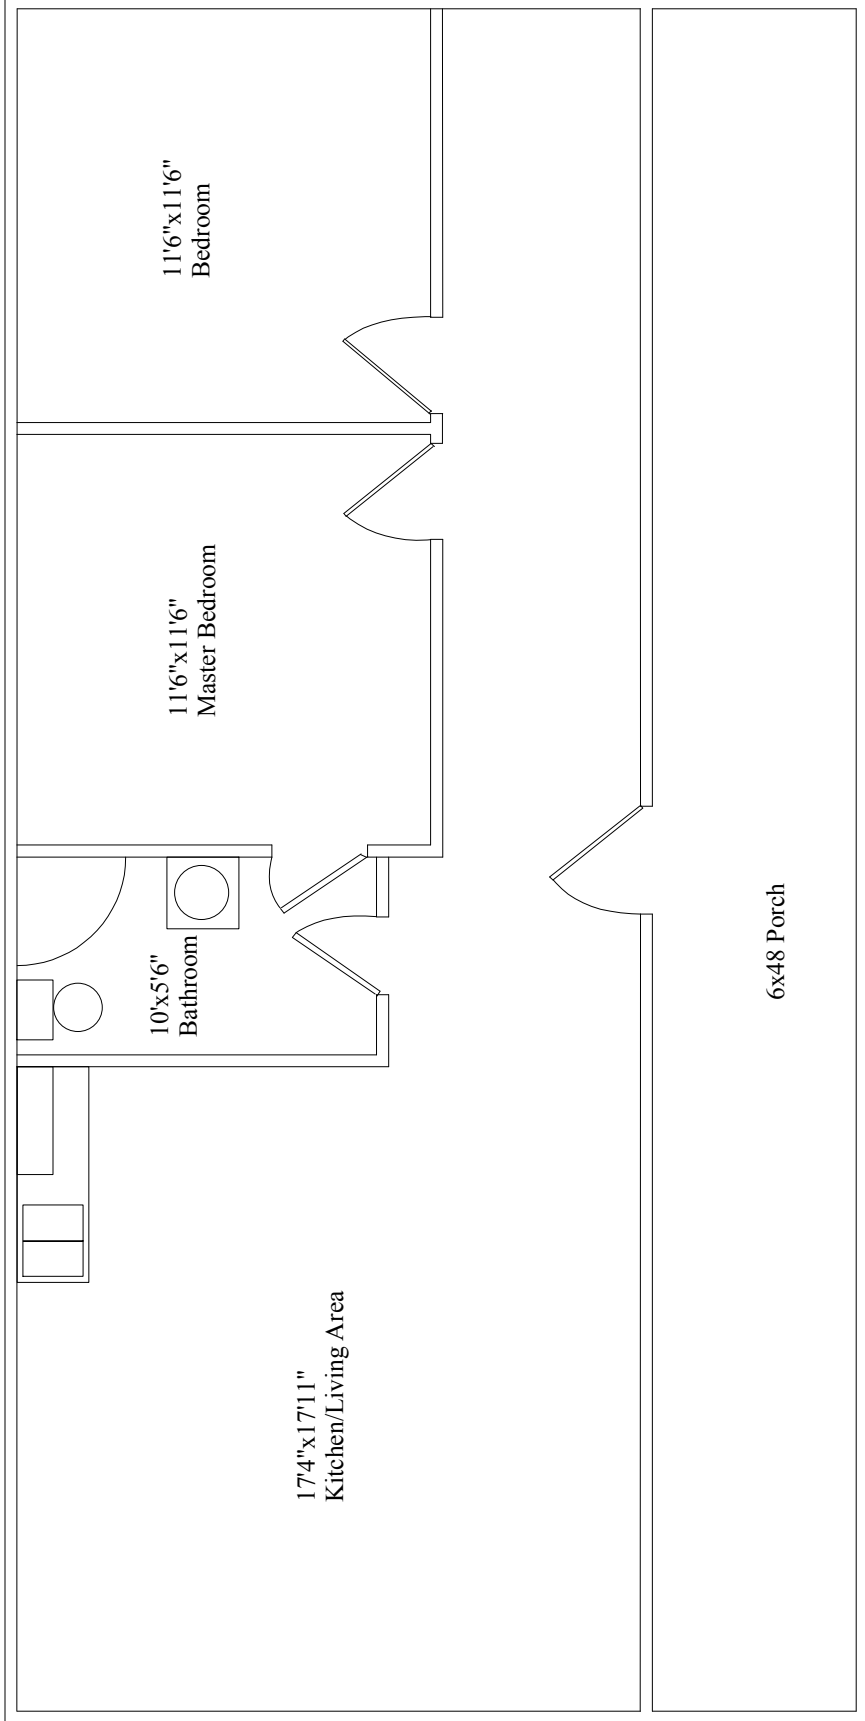 17'4"x17'11"
Kitchen/Living Area
10'x5'6"
Bathroom
11'6"x11'6"
Master Bedroom
11'6"x11'6"
Bedroom
6x48 Porch